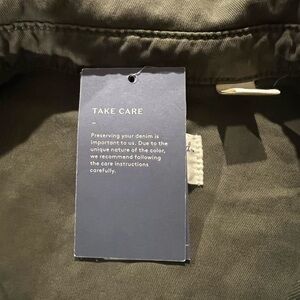 TAKE CARE
–
Preserving your denim is
important to us. Due to the
unique nature of the color,
we recommend following
the care instructions
carefully.